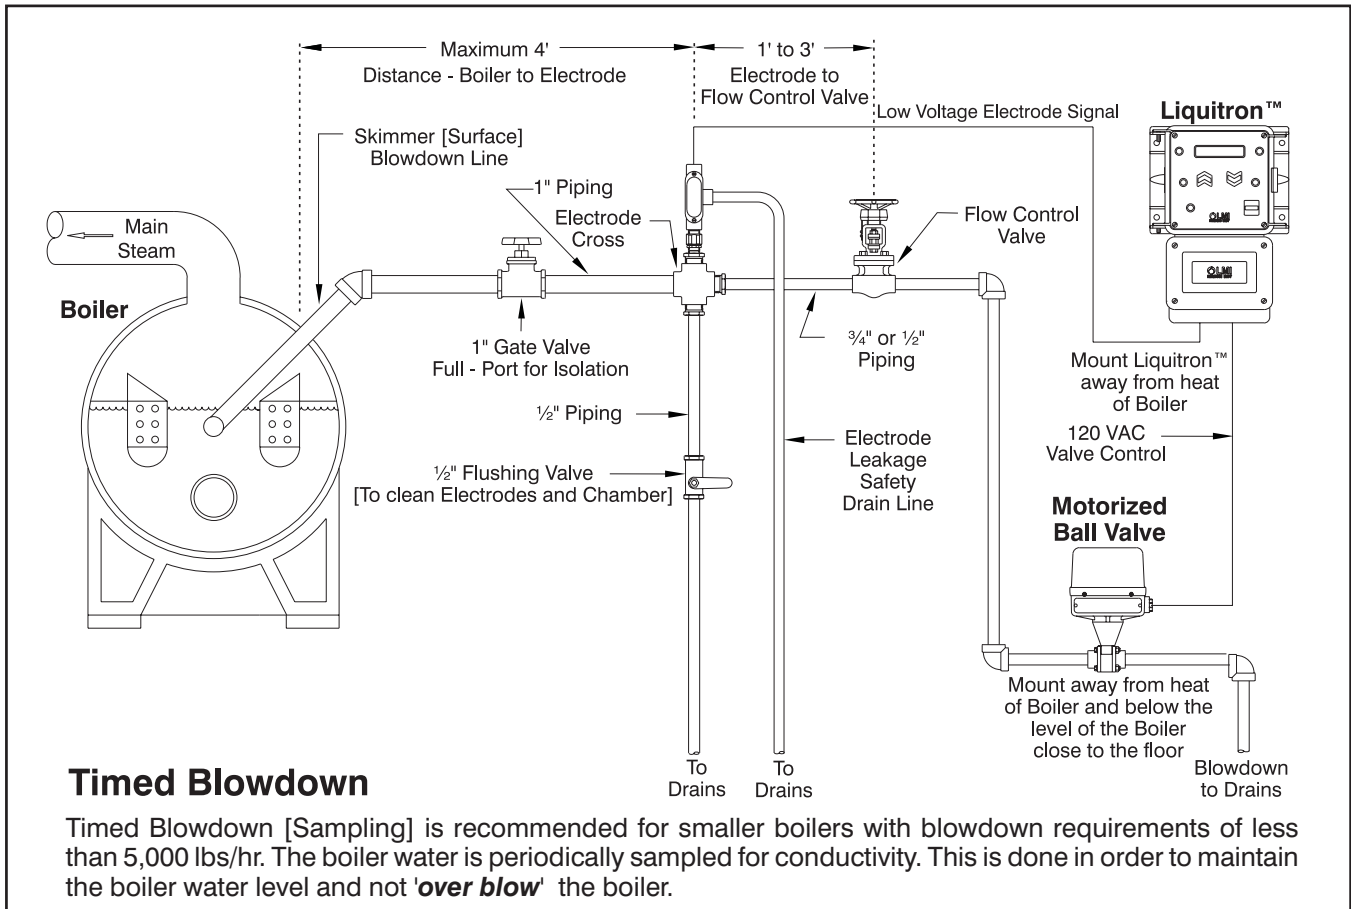 Maximum 4'
Distance - Boiler to Electrode
1' to 3'
Electrode to
Flow Control Valve
Low Voltage Electrode Signal
Liquitron™
Skimmer [Surface]
Blowdown Line
1" Piping
Electrode
Cross
Flow Control
Valve
Main
Steam
Boiler
LMI
LMI
1" Gate Valve
Full - Port for Isolation
¾" or ½"
Piping
Mount Liquitron™
away from heat
of Boiler
½" Piping
120 VAC
Valve Control
Electrode
Leakage
Safety
Drain Line
½" Flushing Valve
[To clean Electrodes and Chamber]
Motorized
Ball Valve
Mount away from heat
of Boiler and below the
level of the Boiler
close to the floor
To
Drains
To
Drains
Blowdown
to Drains
Timed Blowdown
Timed Blowdown [Sampling] is recommended for smaller boilers with blowdown requirements of less
than 5,000 lbs/hr. The boiler water is periodically sampled for conductivity. This is done in order to maintain
the boiler water level and not 'over blow' the boiler.